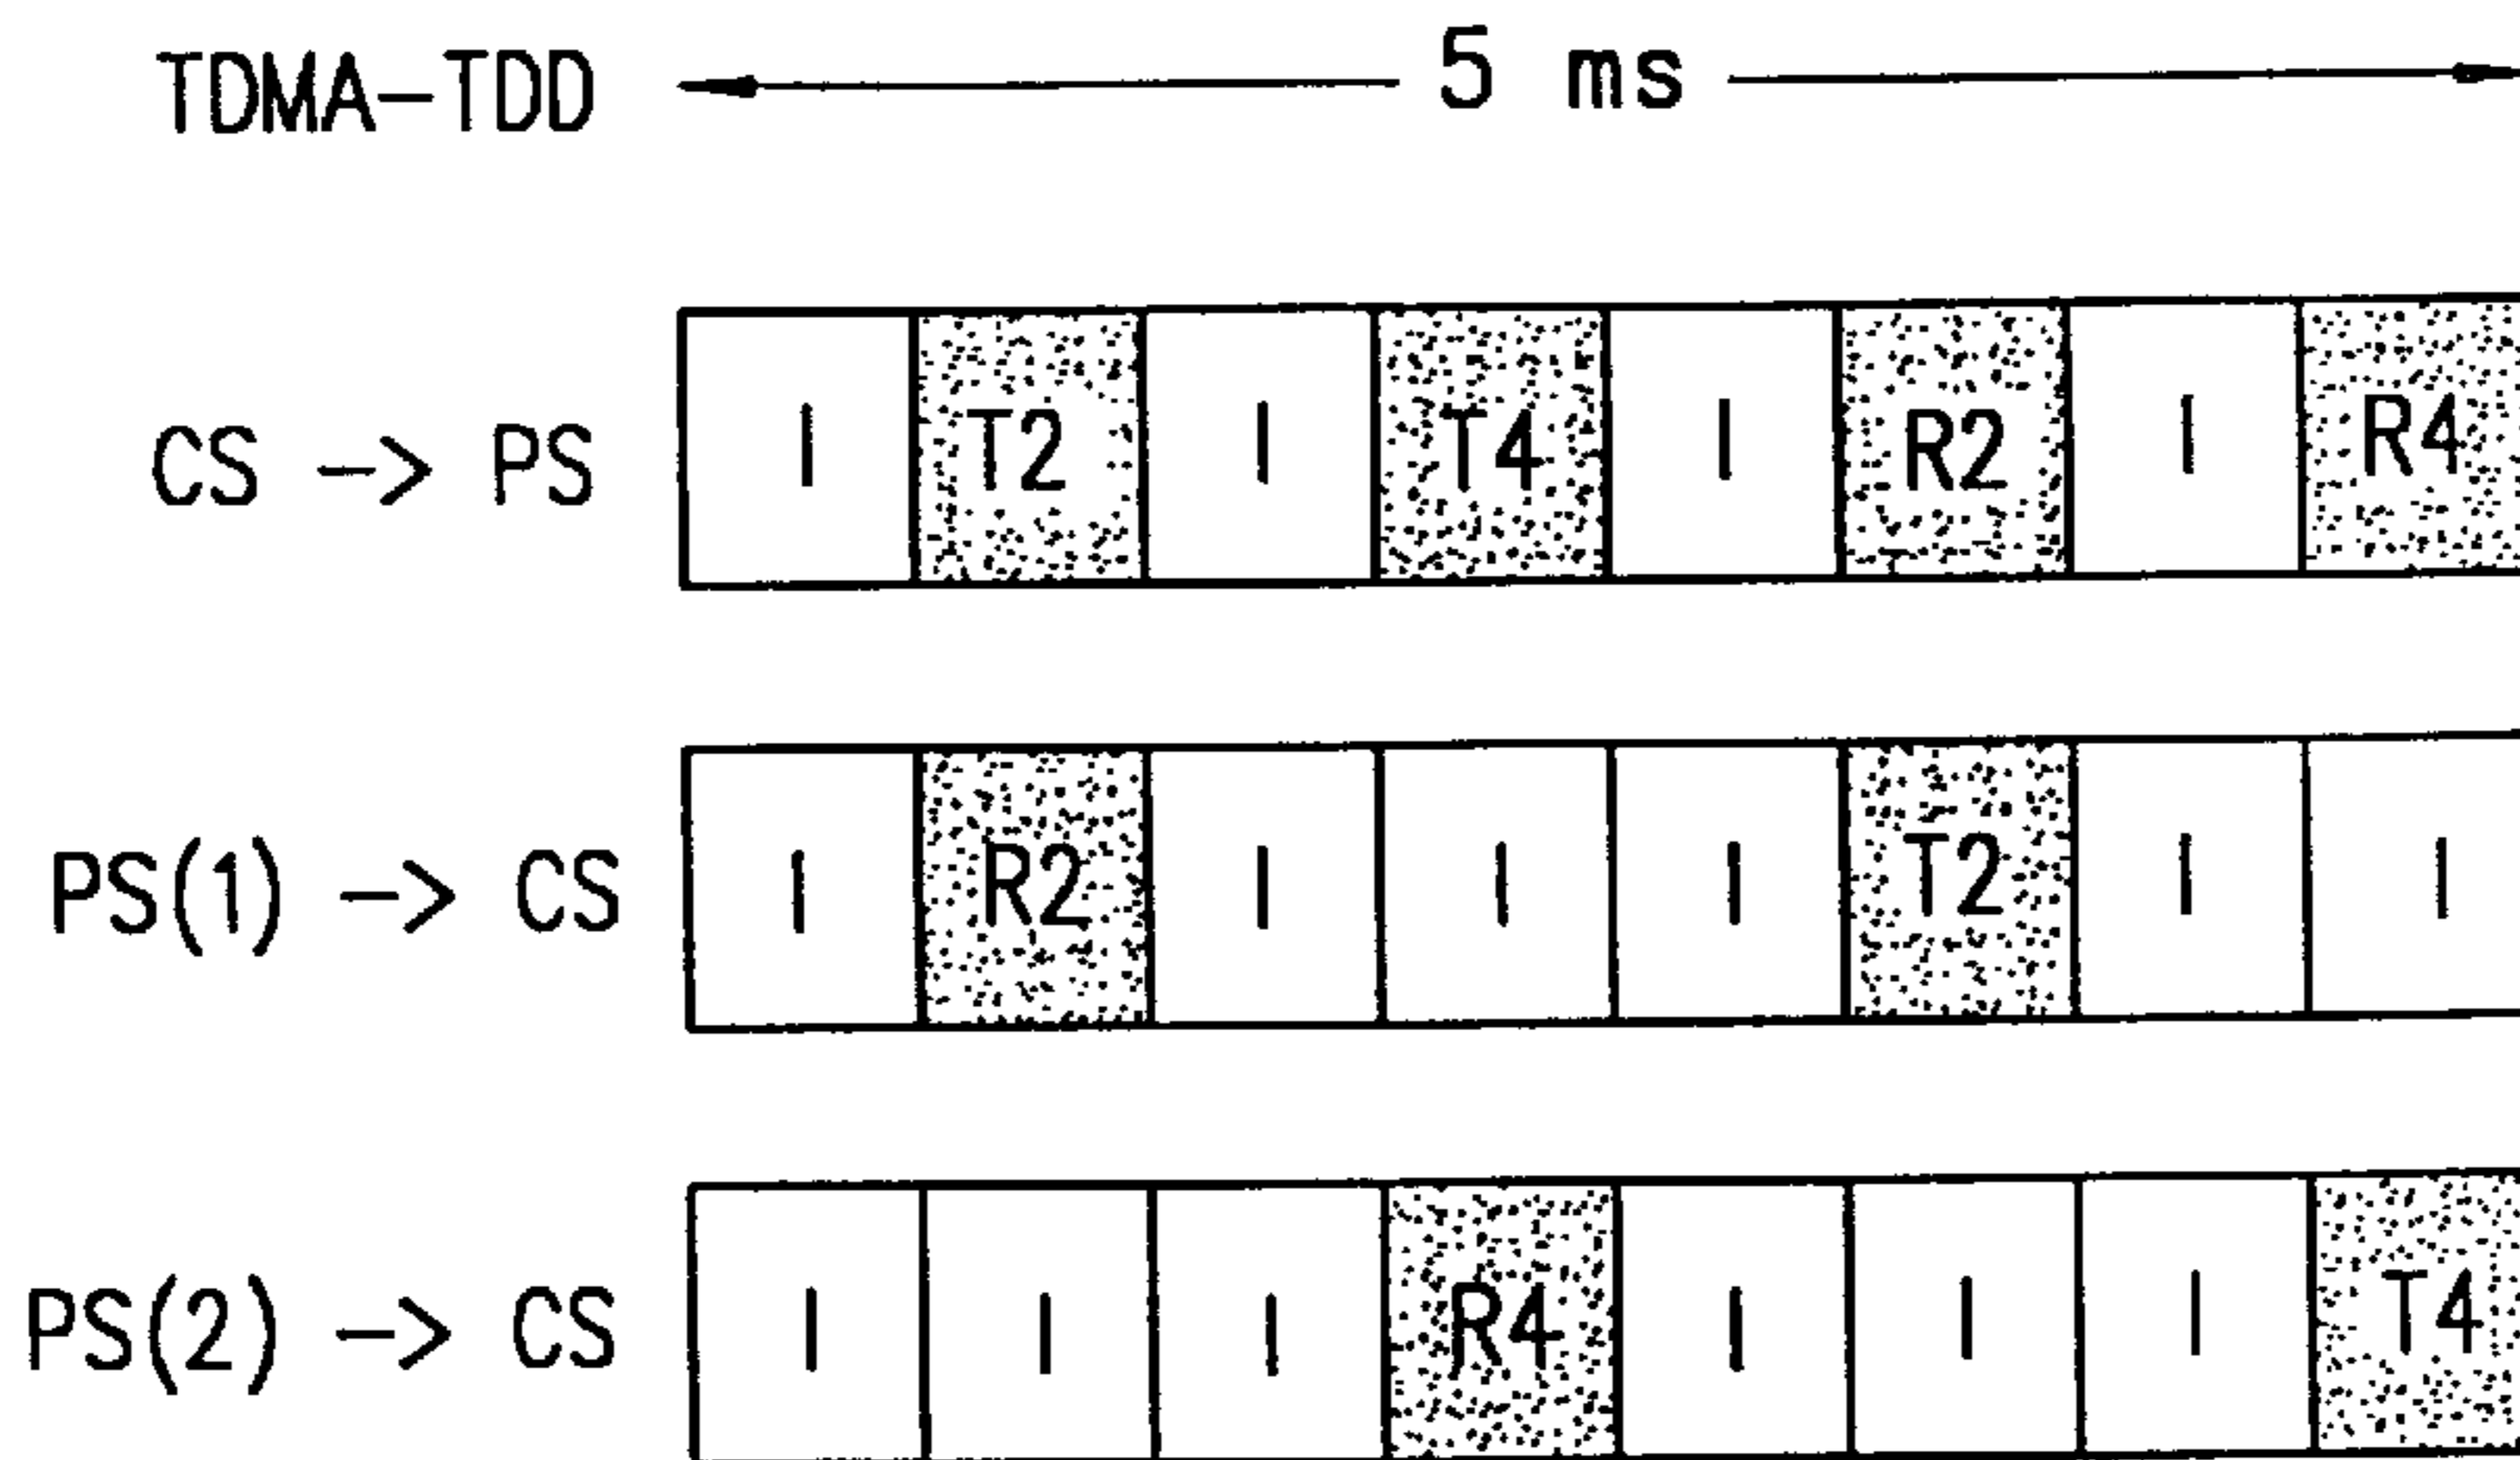 TDMA-TDD 5 ms
CS -> PS I T2 I T4 I R2 I R4
PS(1) -> CS I R2 I I I T2 I I
PS(2) -> CS I I I R4 I I I T4